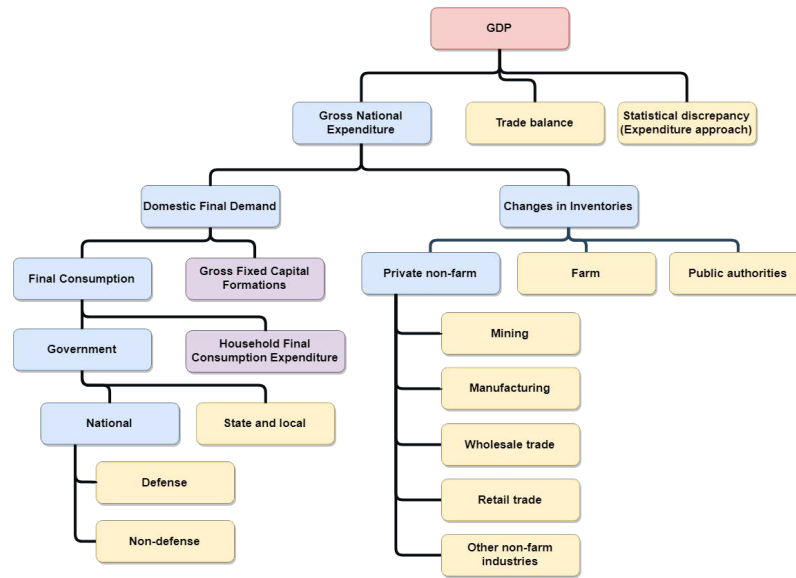 GDP
Gross National
Expenditure
Trade balance
Statistical discrepancy
(Expenditure approach)
Domestic Final Demand
Changes in Inventories
Final Consumption
Gross Fixed Capital
Formations
Private non-farm
Farm
Public authorities
Government
Household Final
Consumption Expenditure
Mining
Manufacturing
National
State and local
Wholesale trade
Defense
Retail trade
Non-defense
Other non-farm
industries